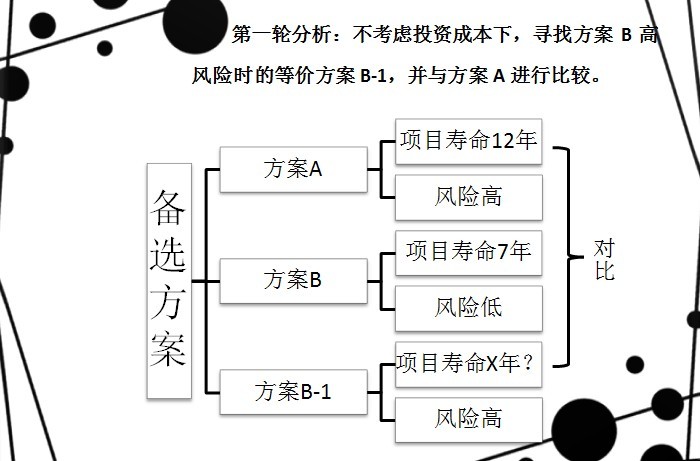 第一轮分析：不考虑投资成本下，寻找方案 B 高
风险时的等价方案 B-1，并与方案 A 进行比较。
备选方案
方案A
项目寿命12年
风险高
方案B
项目寿命7年
风险低
方案B-1
项目寿命X年？
风险高
对比